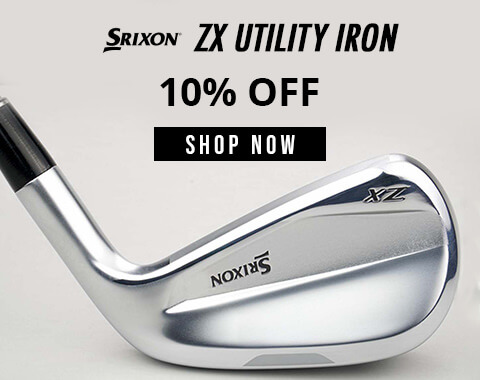 SRIXON ZX UTILITY IRON
10% OFF
SHOP NOW
ZX
SRIXON